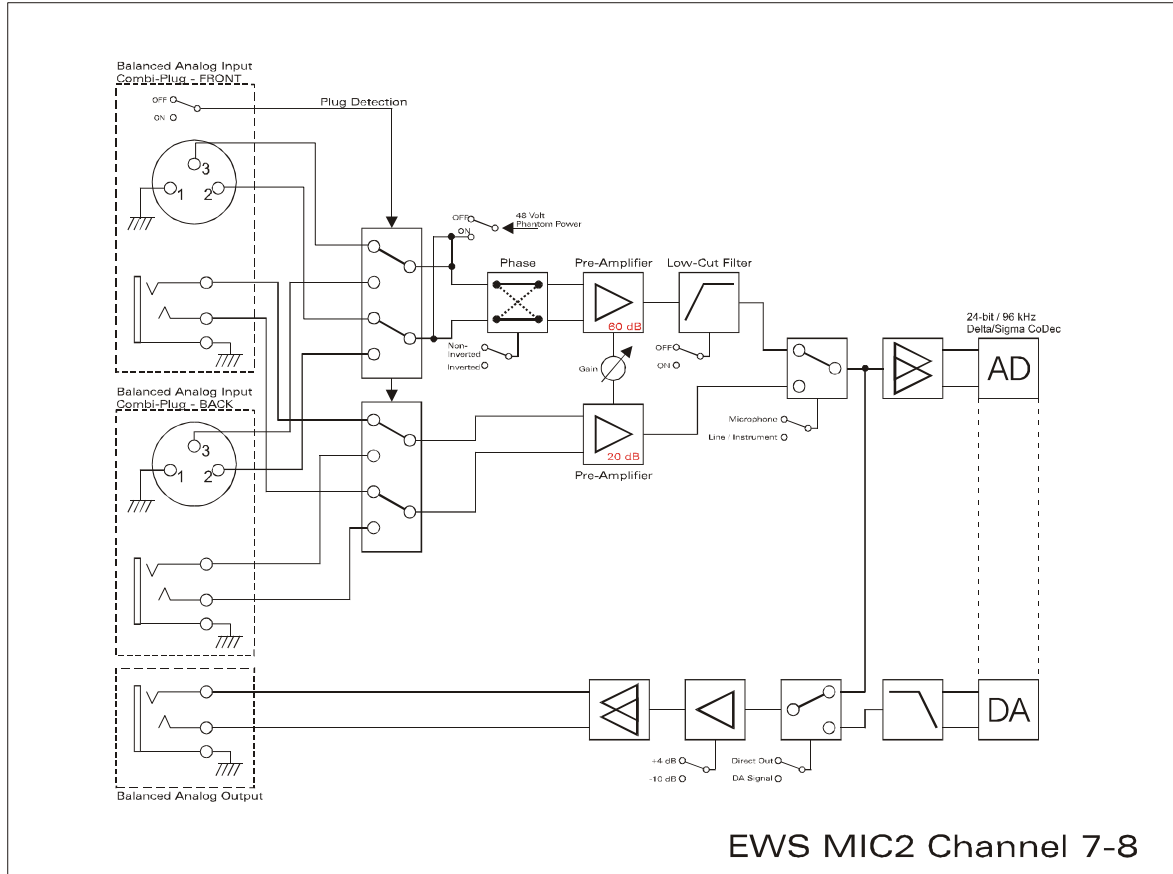 Balanced Analog Input
Combi-Plug - FRONT
OFF
ON
Plug Detection
3
1
2
OFF
ON
48 Volt
Phantom Power
Phase
Pre-Amplifier
Low-Cut Filter
60 dB
Non-
Inverted
Inverted
Gain
OFF
ON
24-bit / 96 kHz
Delta/Sigma CoDec
AD
Balanced Analog Input
Combi-Plug - BACK
3
1
2
20 dB
Pre-Amplifier
Microphone
Line / Instrument
DA
+4 dB
-10 dB
Direct Out
DA Signal
Balanced Analog Output
EWS MIC2 Channel 7-8